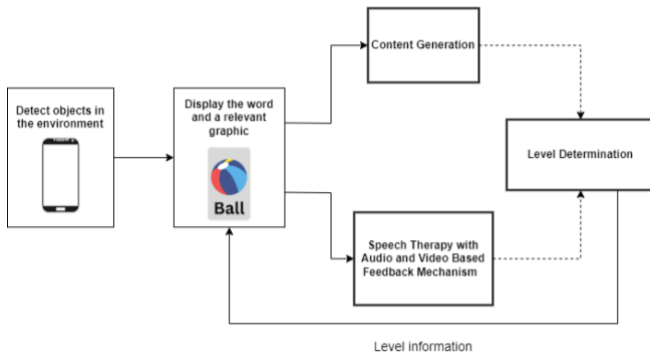 Detect objects in
the environment
Display the word
and a relevant
graphic
Ball
Content Generation
Level Determination
Speech Therapy with
Audio and Video Based
Feedback Mechanism
Level information